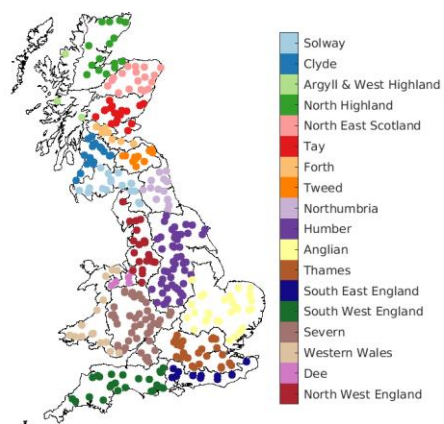 Solway
Clyde
Argyll & West Highland
North Highland
North East Scotland
Tay
Forth
Tweed
Northumbria
Humber
Anglian
Thames
South East England
South West England
Severn
Western Wales
Dee
North West England